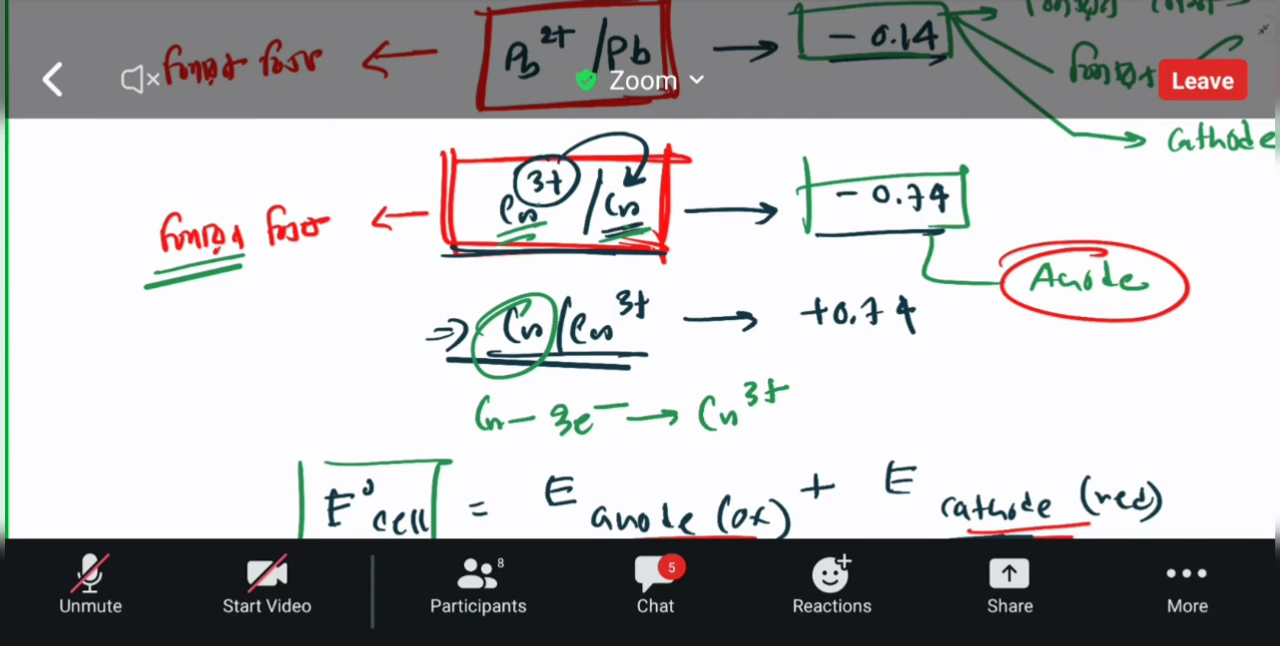 Pb²⁺/Pb → - 0.14
Zoom
Leave
Cathode
Cr³⁺/Cr → - 0.74
Anode
⇒ Cr/Cr³⁺ → +0.74
Cr - 3e⁻ → Cr³⁺
E⁰cell = E anode (ox) + E cathode (red)
Unmute
Start Video
8
Participants
5
Chat
Reactions
Share
More